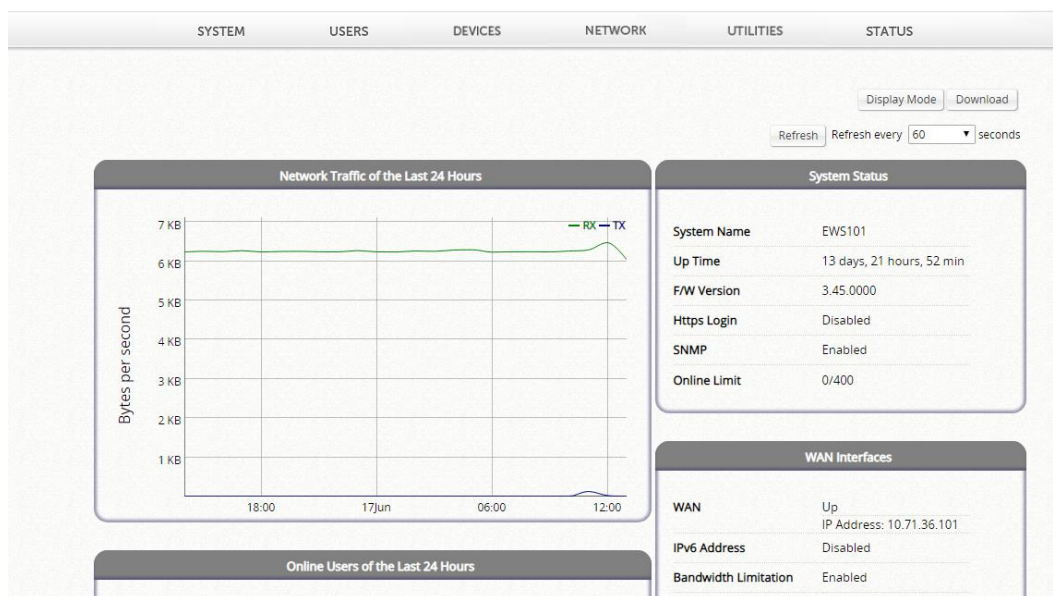 SYSTEM USERS DEVICES NETWORK UTILITIES STATUS
Display Mode Download
Refresh Refresh every 60 seconds
Network Traffic of the Last 24 Hours
7 KB
6 KB
5 KB
4 KB
3 KB
2 KB
1 KB
Bytes per second
RX TX
18:00 17Jun 06:00 12:00
System Status
System Name EWS101
Up Time 13 days, 21 hours, 52 min
F/W Version 3.45.0000
Https Login Disabled
SNMP Enabled
Online Limit 0/400
WAN Interfaces
WAN Up
IP Address: 10.71.36.101
IPv6 Address Disabled
Bandwidth Limitation Enabled
Online Users of the Last 24 Hours